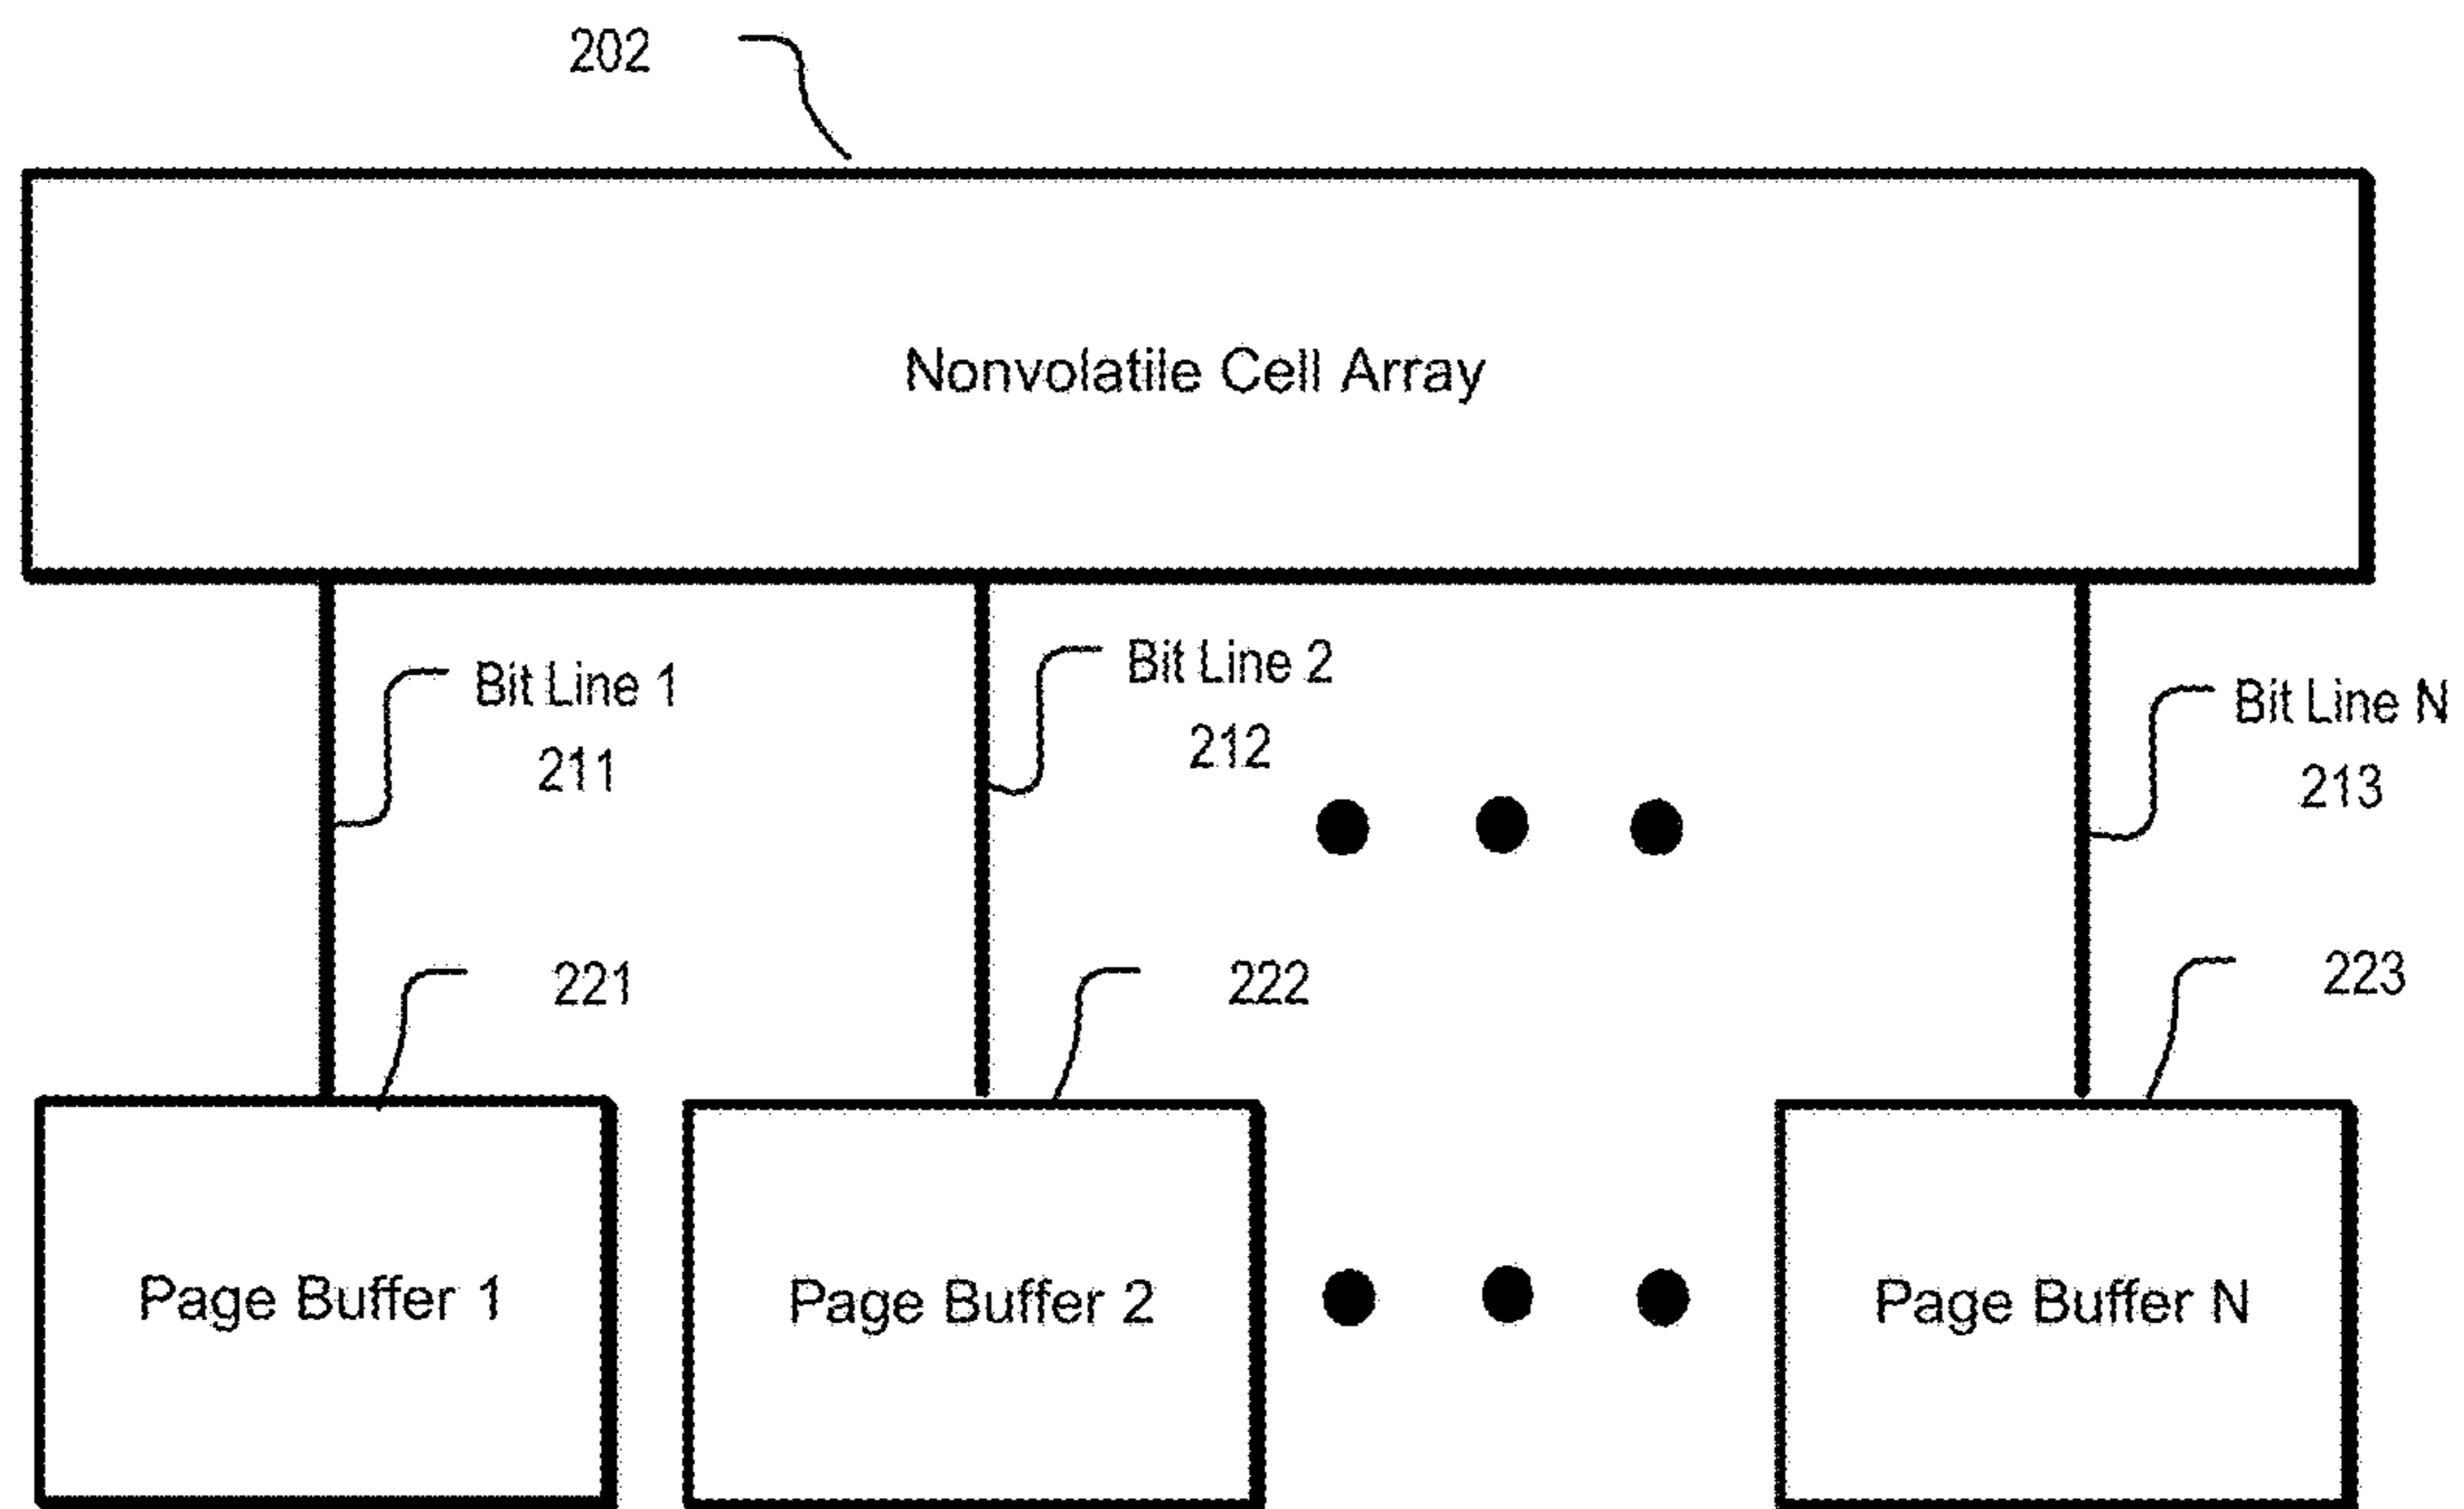 202
Nonvolatile Cell Array
Bit Line 1
211
Bit Line 2
212
Bit Line N
213
221
222
223
Page Buffer 1
Page Buffer 2
Page Buffer N